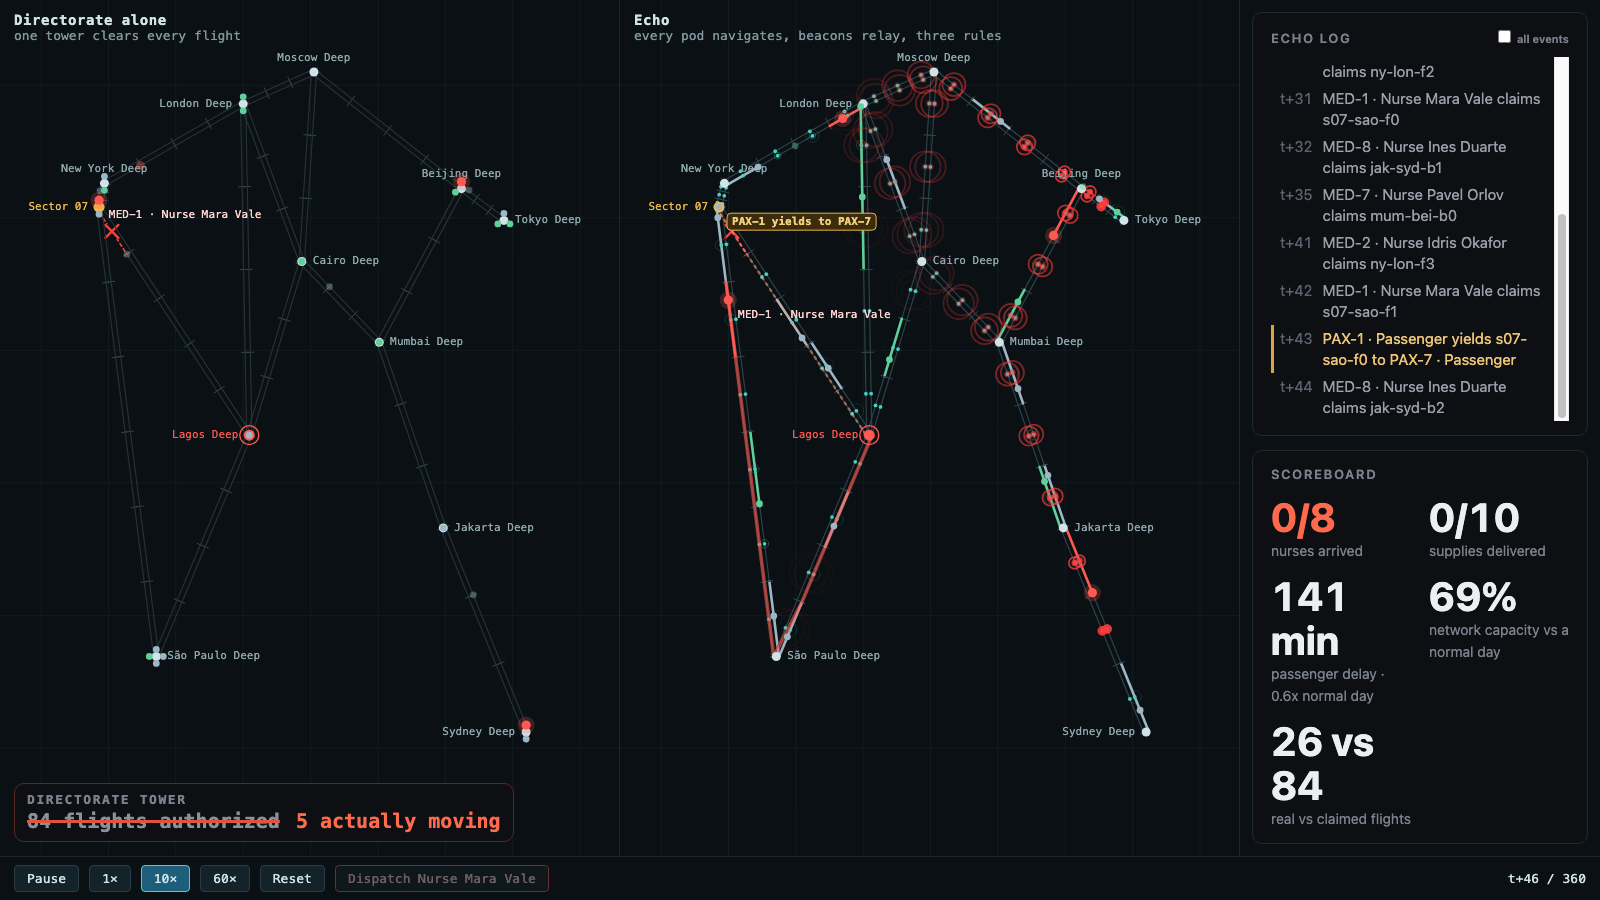 Directorate alone
one tower clears every flight
Moscow Deep
London Deep
New York Deep
Beijing Deep
Sector 07
MED-1 · Nurse Mara Vale
Tokyo Deep
Cairo Deep
Mumbai Deep
Lagos Deep
Jakarta Deep
São Paulo Deep
Sydney Deep
DIRECTORATE TOWER
84 flights authorized 5 actually moving
Echo
every pod navigates, beacons relay, three rules
Moscow Deep
London Deep
New York Deep
Beijing Deep
Sector 07
PAX-1 yields to PAX-7
Tokyo Deep
Cairo Deep
MED-1 · Nurse Mara Vale
Mumbai Deep
Lagos Deep
Jakarta Deep
São Paulo Deep
Sydney Deep
ECHO LOG
all events
claims ny-lon-f2
t+31 MED-1 · Nurse Mara Vale claims
s07-sao-f0
t+32 MED-8 · Nurse Ines Duarte
claims jak-syd-b1
t+35 MED-7 · Nurse Pavel Orlov
claims mum-bei-b0
t+41 MED-2 · Nurse Idris Okafor
claims ny-lon-f3
t+42 MED-1 · Nurse Mara Vale claims
s07-sao-f1
t+43 PAX-1 · Passenger yields s07-
sao-f0 to PAX-7 · Passenger
t+44 MED-8 · Nurse Ines Duarte
claims jak-syd-b2
SCOREBOARD
0/8
nurses arrived
0/10
supplies delivered
141
min
passenger delay ·
0.6x normal day
69%
network capacity vs a
normal day
26 vs
84
real vs claimed flights
Pause 1× 10× 60× Reset Dispatch Nurse Mara Vale
t+46 / 360